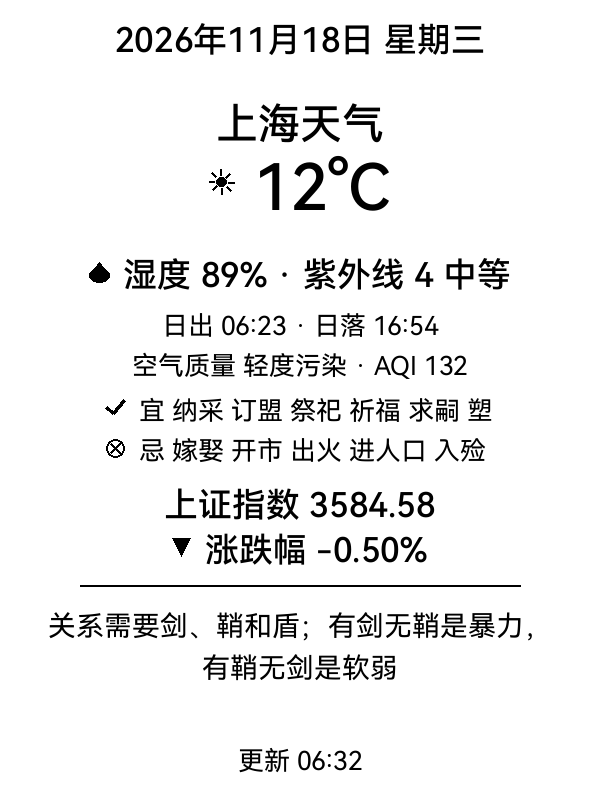 2026年11月18日 星期三
上海天气
12°C
湿度 89% · 紫外线 4 中等
日出 06:23 · 日落 16:54
空气质量 轻度污染 · AQI 132
宜 纳采 订盟 祭祀 祈福 求嗣 塑
忌 嫁娶 开市 出火 进人口 入殓
上证指数 3584.58
涨跌幅 -0.50%
关系需要剑、鞘和盾；有剑无鞘是暴力，
有鞘无剑是软弱
更新 06:32